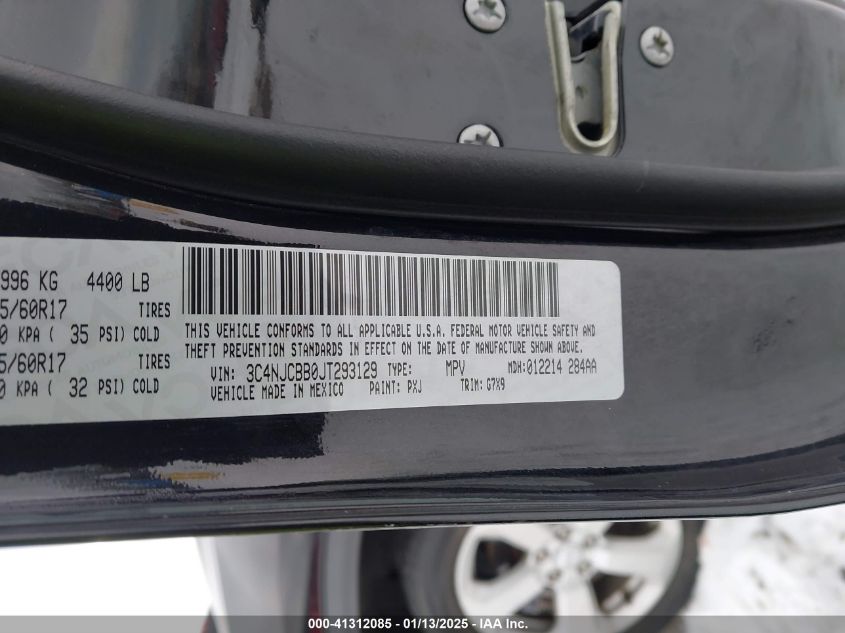 996 KG 4400 LB
5/60R17 TIRES
0 KPA ( 35 PSI) COLD
5/60R17 TIRES
0 KPA ( 32 PSI) COLD
THIS VEHICLE CONFORMS TO ALL APPLICABLE U.S.A. FEDERAL MOTOR VEHICLE SAFETY AND
THEFT PREVENTION STANDARDS IN EFFECT ON THE DATE OF MANUFACTURE SHOWN ABOVE.
VIN: 3C4NJCBB0JT293129 TYPE: MPV MDH:012214 284AA
VEHICLE MADE IN MEXICO PAINT: PXJ TRIM: G7X9
000-41312085 - 01/13/2025 - IAA Inc.